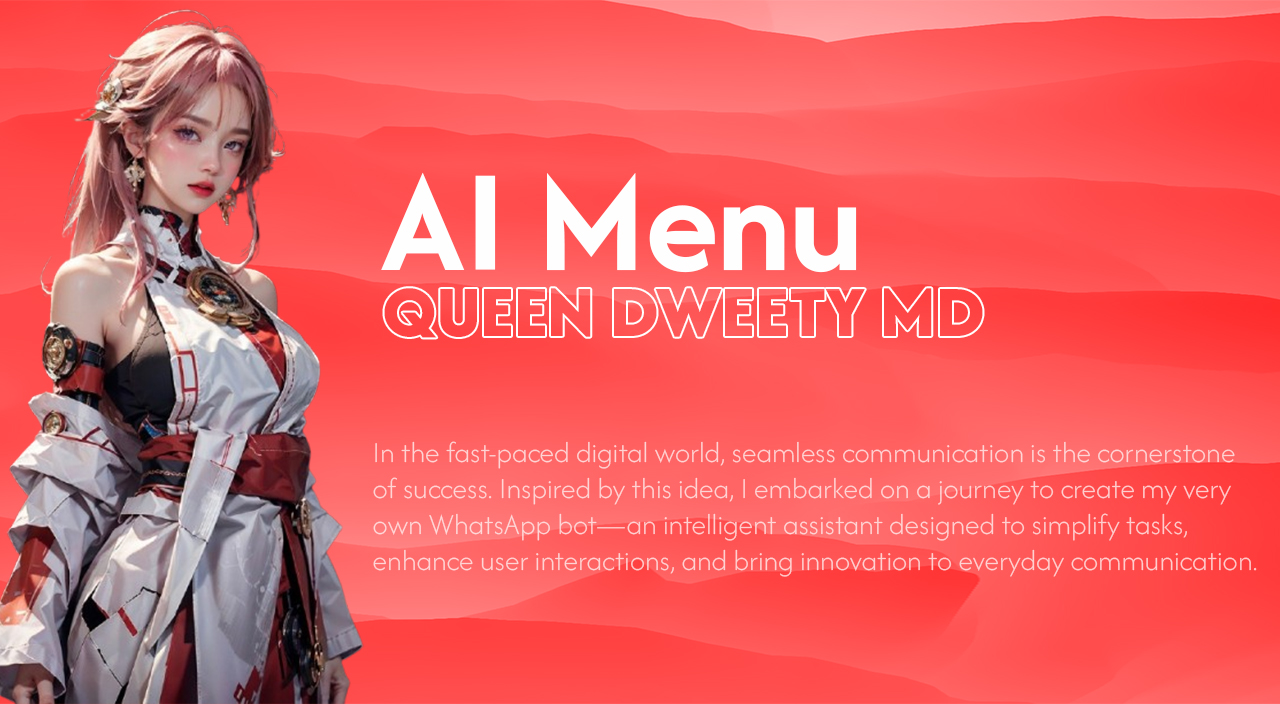 AI Menu
QUEEN DWEETY MD
In the fast-paced digital world, seamless communication is the cornerstone
of success. Inspired by this idea, I embarked on a journey to create my very
own WhatsApp bot—an intelligent assistant designed to simplify tasks,
enhance user interactions, and bring innovation to everyday communication.